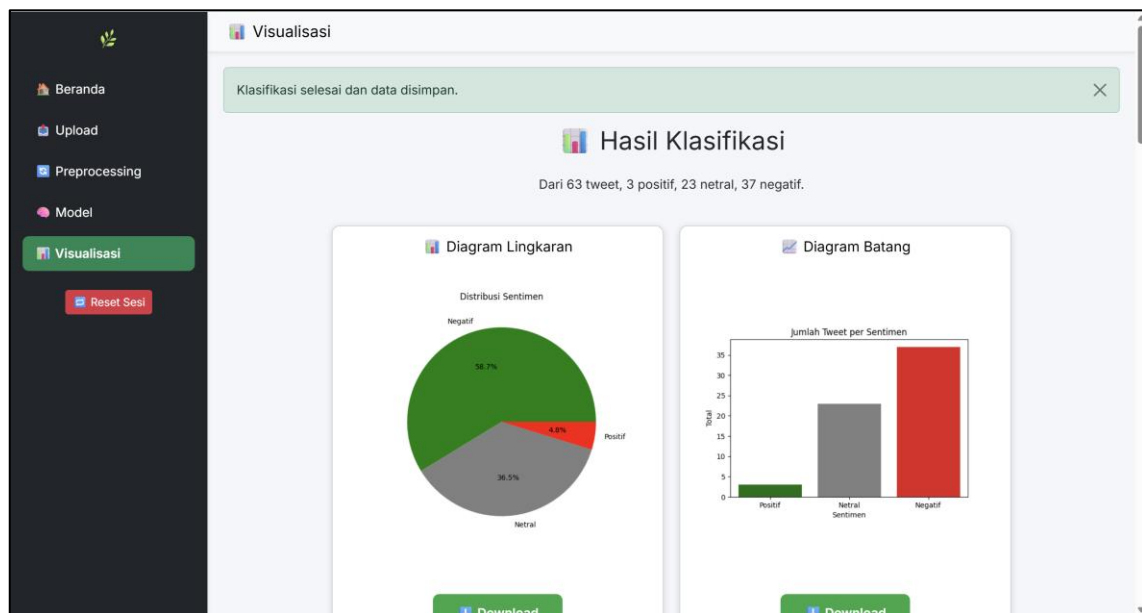 Beranda
Upload
Preprocessing
Model
Visualisasi
Reset Sesi
Visualisasi
Klasifikasi selesai dan data disimpan.
Hasil Klasifikasi
Dari 63 tweet, 3 positif, 23 netral, 37 negatif.
Diagram Lingkaran
Distribusi Sentimen
Negatif
58.7%
4.8%
Positif
36.5%
Netral
Download
Diagram Batang
Jumlah Tweet per Sentimen
35
30
25
20
15
10
5
0
Total
Positif
Netral
Negatif
Sentimen
Download